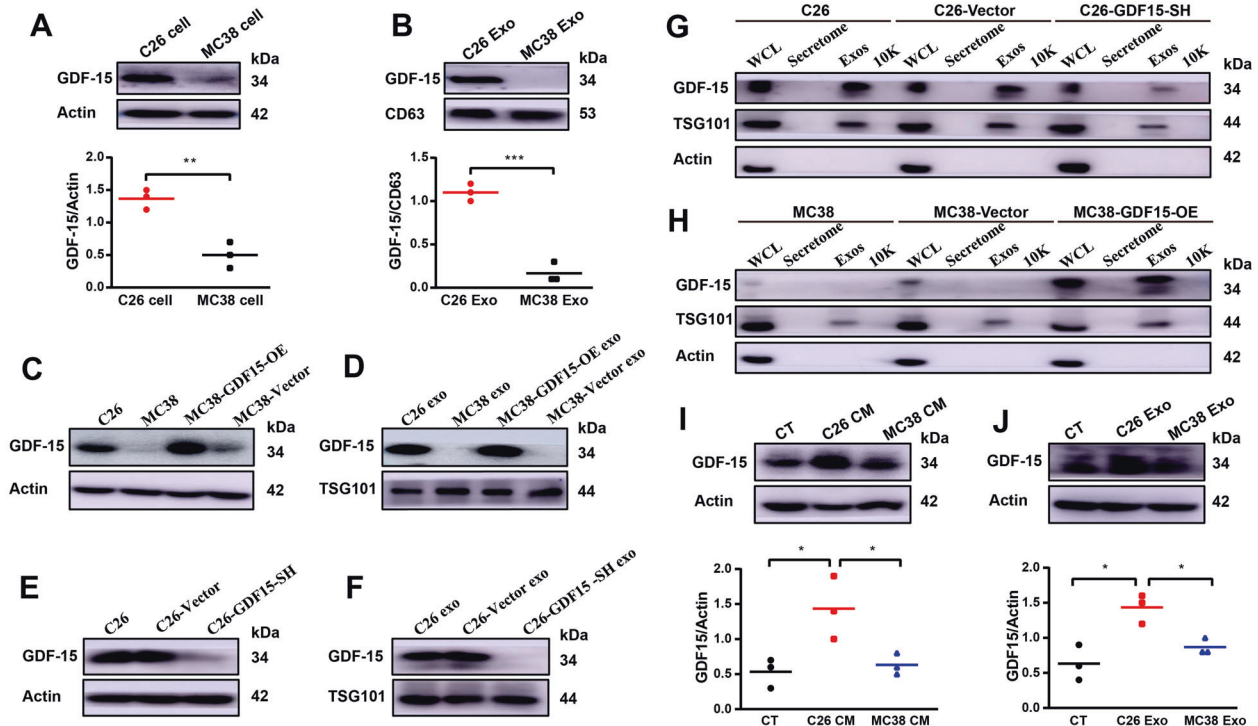 A
C26 cell MC38 cell
kDa
GDF-15 34
Actin 42
**
GDF-15/Actin
2.0
1.5
1.0
0.5
0.0
C26 cell MC38 cell
B
C26 Exo MC38 Exo
kDa
GDF-15 34
CD63 53
***
GDF-15/CD63
1.5
1.0
0.5
0.0
C26 Exo MC38 Exo
C
C26 MC38 MC38-GDF15-OE MC38-Vector
kDa
GDF-15 34
Actin 42
D
C26 exo MC38 exo MC38-GDF15-OE exo MC38-Vector exo
kDa
GDF-15 34
TSG101 44
E
C26 C26-Vector C26-GDF15-SH
kDa
GDF-15 34
Actin 42
F
C26 exo C26-Vector exo C26-GDF15 -SH exo
kDa
GDF-15 34
TSG101 44
G
C26 C26-Vector C26-GDF15-SH
WCL Secretome Exos 10K WCL Secretome Exos 10K WCL Secretome Exos 10K
kDa
GDF-15 34
TSG101 44
Actin 42
H
MC38 MC38-Vector MC38-GDF15-OE
WCL Secretome Exos 10K WCL Secretome Exos 10K WCL Secretome Exos 10K
kDa
GDF-15 34
TSG101 44
Actin 42
I
CT C26 CM MC38 CM
kDa
GDF-15 34
Actin 42
* *
GDF15/Actin
2.0
1.5
1.0
0.5
0.0
CT C26 CM MC38 CM
J
CT C26 Exo MC38 Exo
kDa
GDF-15 34
Actin 42
* *
GDF15/Actin
2.0
1.5
1.0
0.5
0.0
CT C26 Exo MC38 Exo